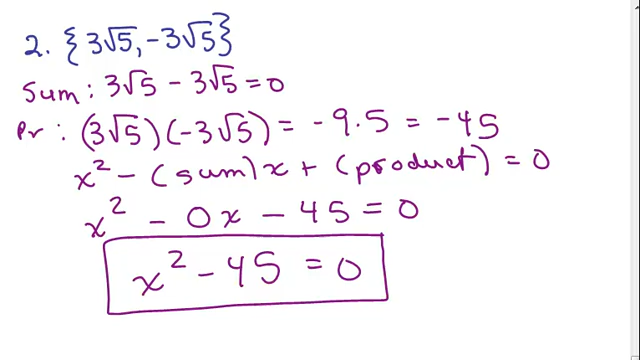 2. {3√5, -3√5}
Sum: 3√5 - 3√5 = 0
Pr: (3√5)(-3√5) = -9·5 = -45
x² - (sum)x + (product) = 0
x² - 0x - 45 = 0
x² - 45 = 0